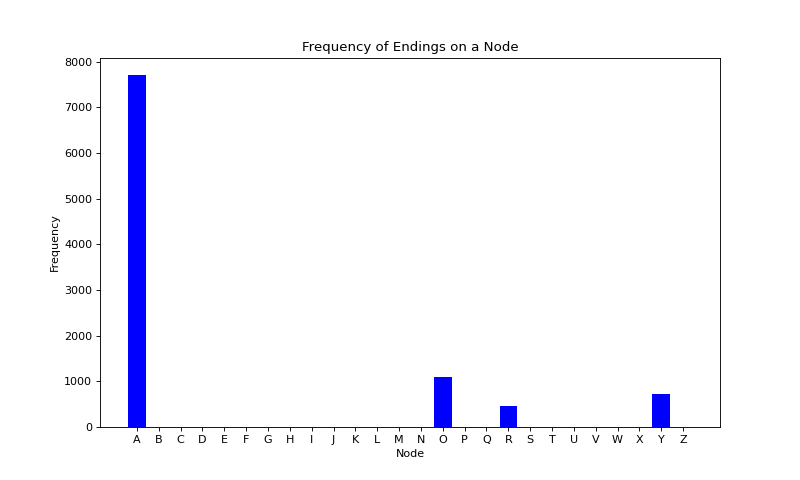 Frequency of Endings on a Node
8000
7000
6000
5000
4000
3000
2000
1000
0
Frequency
A B C D E F G H I J K L M N O P Q R S T U V W X Y Z
Node